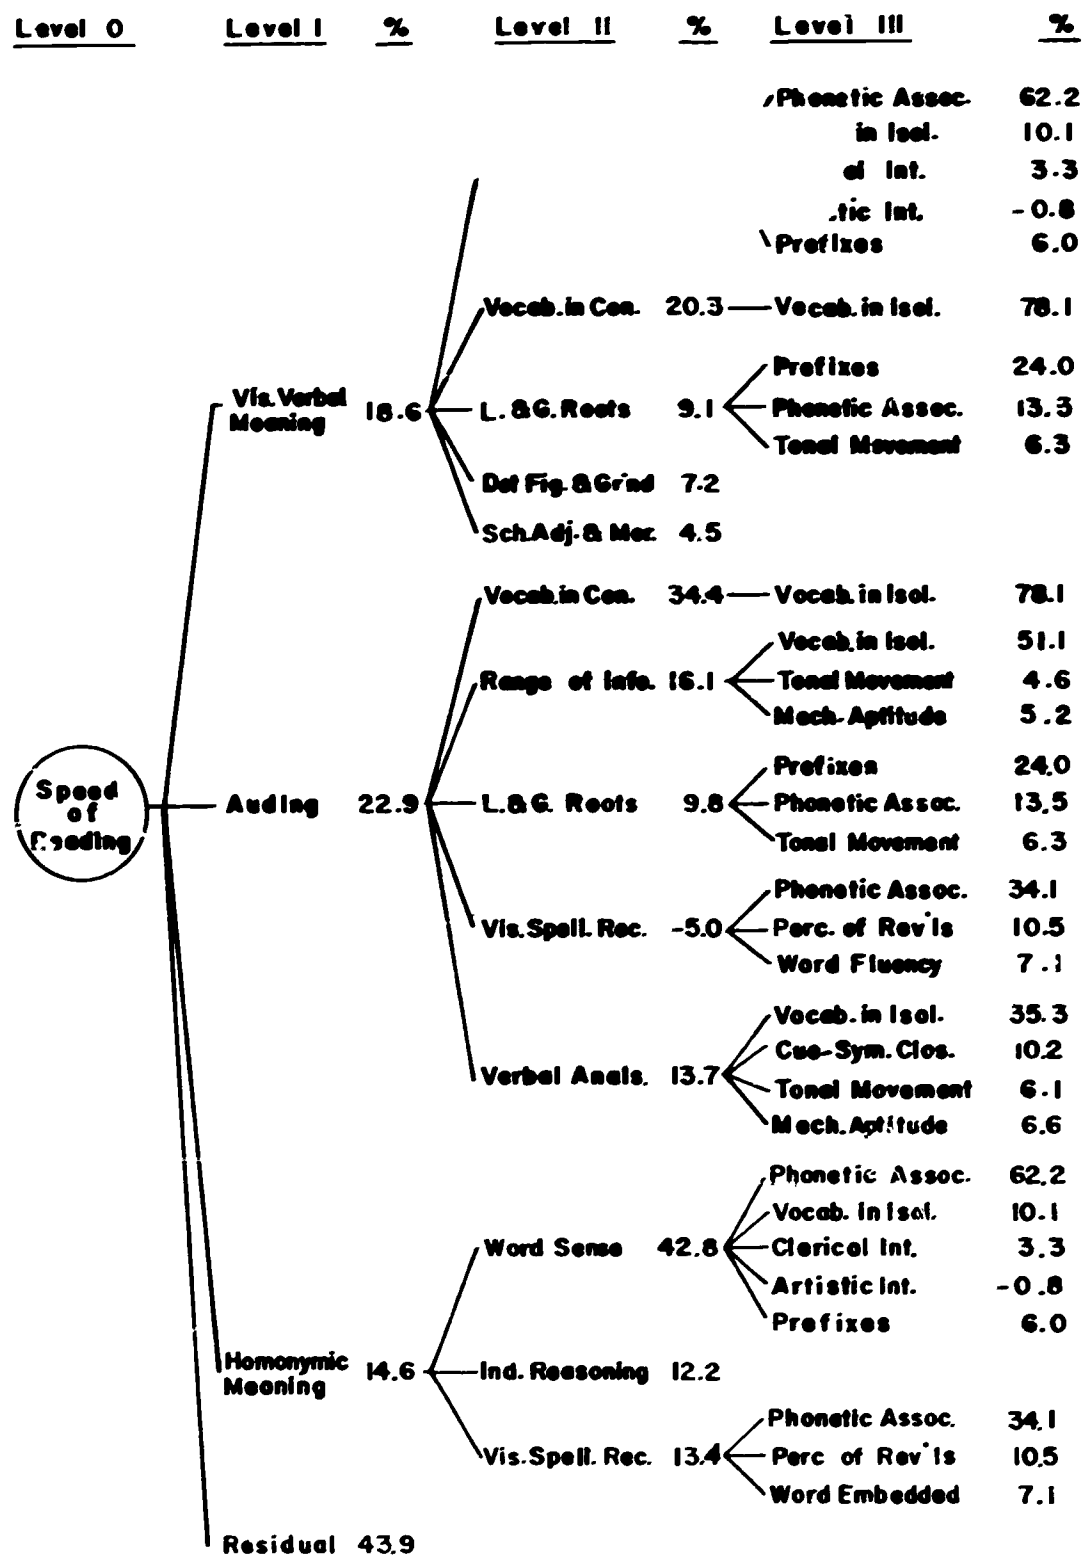 Level 0 Level I % Level II % Level III %
Phonetic Assoc. 62.2
in Isol. 10.1
Int. 3.3
tic Int. -0.8
Prefixes 6.0
Vocab. in Con. 20.3 Vocab. in Isol. 78.1
Prefixes 24.0
Vis. Verbal Meaning 18.6 L. & G. Roots 9.1 Phonetic Assoc. 13.3
Tonal Movement 6.3
Det Fig. & Gr'nd 7.2
Sch. Adj. & Mor. 4.5
Vocab. in Con. 34.4 Vocab. in Isol. 78.1
Vocab. in Isol. 51.1
Range of Info. 16.1 Tonal Movement 4.6
Mech. Aptitude 5.2
Prefixes 24.0
Speed of Reading Auding 22.9 L. & G. Roots 9.8 Phonetic Assoc. 13.5
Tonal Movement 6.3
Phonetic Assoc. 34.1
Vis. Spell. Rec. -5.0 Perc. of Rev'ls 10.5
Word Fluency 7.1
Vocab. in Isol. 35.3
Cue-Sym. Clos. 10.2
Verbal Anals. 13.7 Tonal Movement 6.1
Mech. Aptitude 6.6
Phonetic Assoc. 62.2
Vocab. in Isol. 10.1
Word Sense 42.8 Clerical Int. 3.3
Artistic Int. -0.8
Prefixes 6.0
Homonymic Meaning 14.6 Ind. Reasoning 12.2
Phonetic Assoc. 34.1
Vis. Spell. Rec. 13.4 Perc of Rev'ls 10.5
Word Embedded 7.1
Residual 43.9